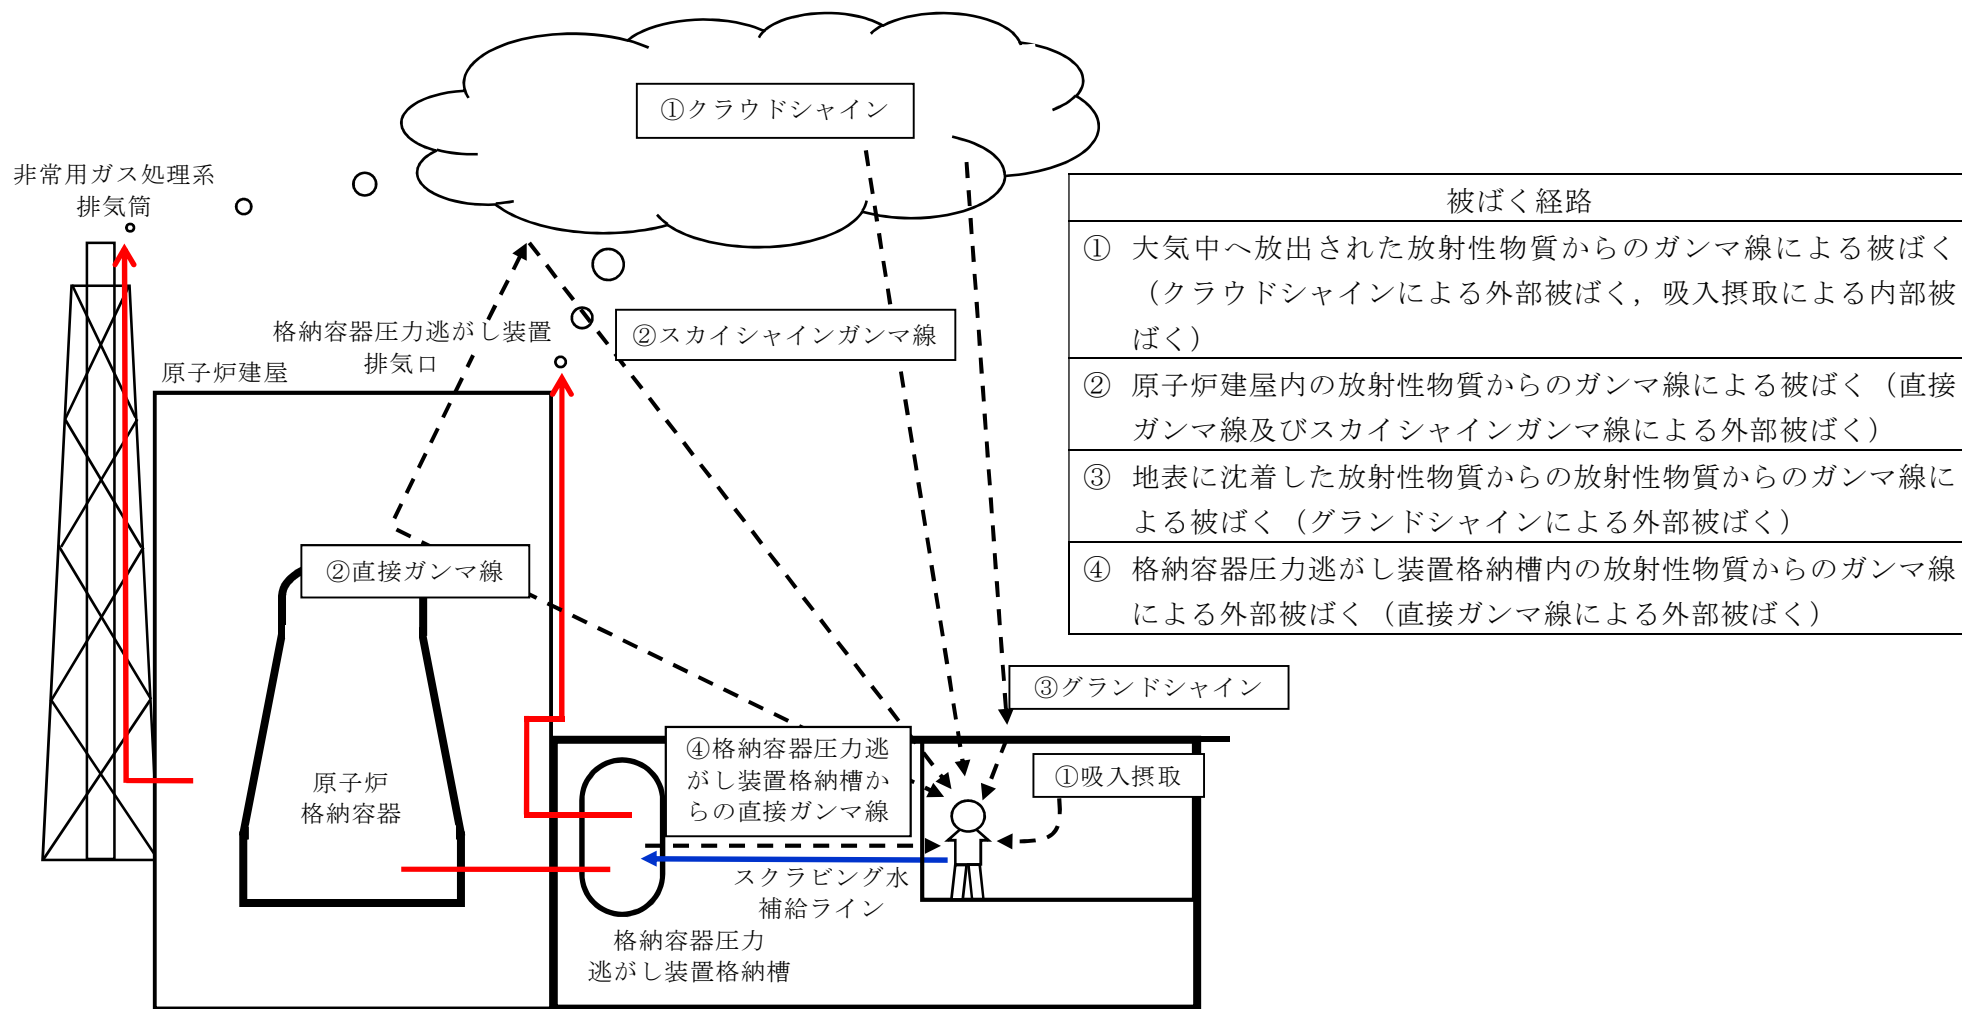 ①クラウドシャイン
非常用ガス処理系
排気筒
格納容器圧力逃がし装置
排気口
②スカイシャインガンマ線
原子炉建屋
②直接ガンマ線
③グランドシャイン
④格納容器圧力逃
がし装置格納槽か
らの直接ガンマ線
①吸入摂取
原子炉
格納容器
スクラビング水
補給ライン
格納容器圧力
逃がし装置格納槽
被ばく経路
① 大気中へ放出された放射性物質からのガンマ線による被ばく
（クラウドシャインによる外部被ばく，吸入摂取による内部被
ばく）
② 原子炉建屋内の放射性物質からのガンマ線による被ばく（直接
ガンマ線及びスカイシャインガンマ線による外部被ばく）
③ 地表に沈着した放射性物質からの放射性物質からのガンマ線に
よる被ばく（グランドシャインによる外部被ばく）
④ 格納容器圧力逃がし装置格納槽内の放射性物質からのガンマ線
による外部被ばく（直接ガンマ線による外部被ばく）